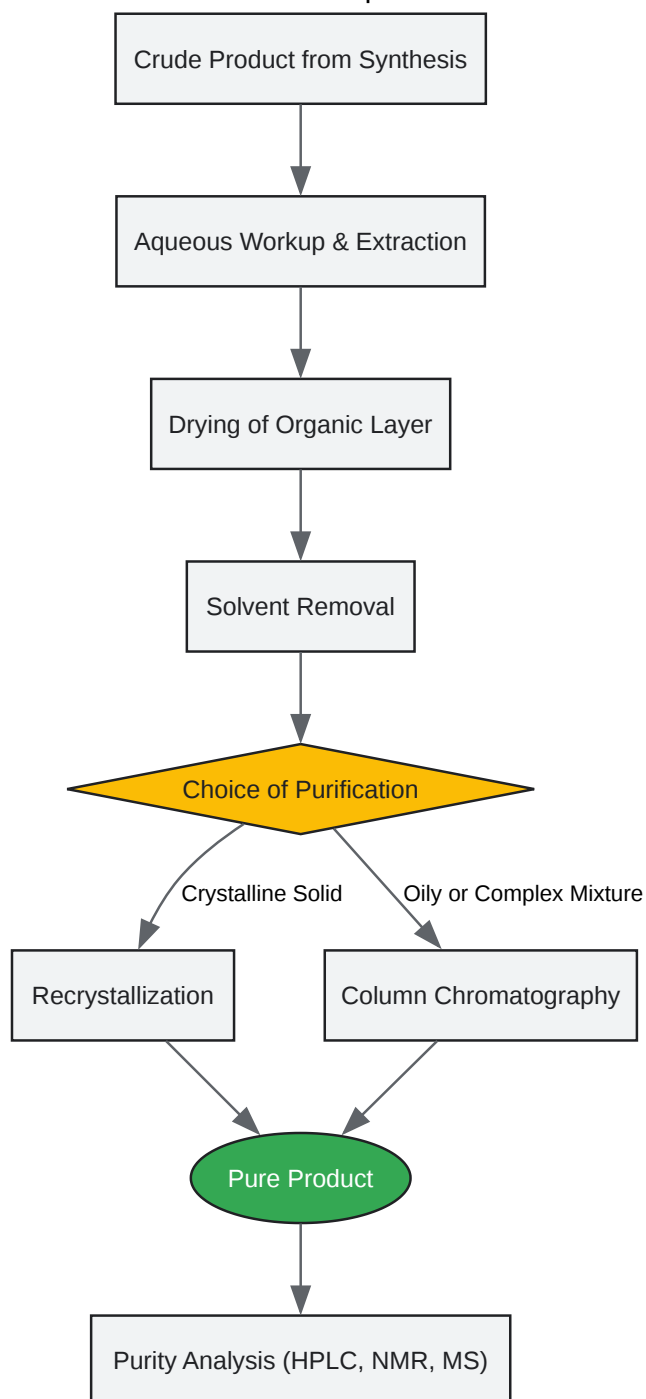 Crude Product from Synthesis
Aqueous Workup & Extraction
Drying of Organic Layer
Solvent Removal
Choice of Purification
Crystalline Solid
Oily or Complex Mixture
Recrystallization
Column Chromatography
Pure Product
Purity Analysis (HPLC, NMR, MS)